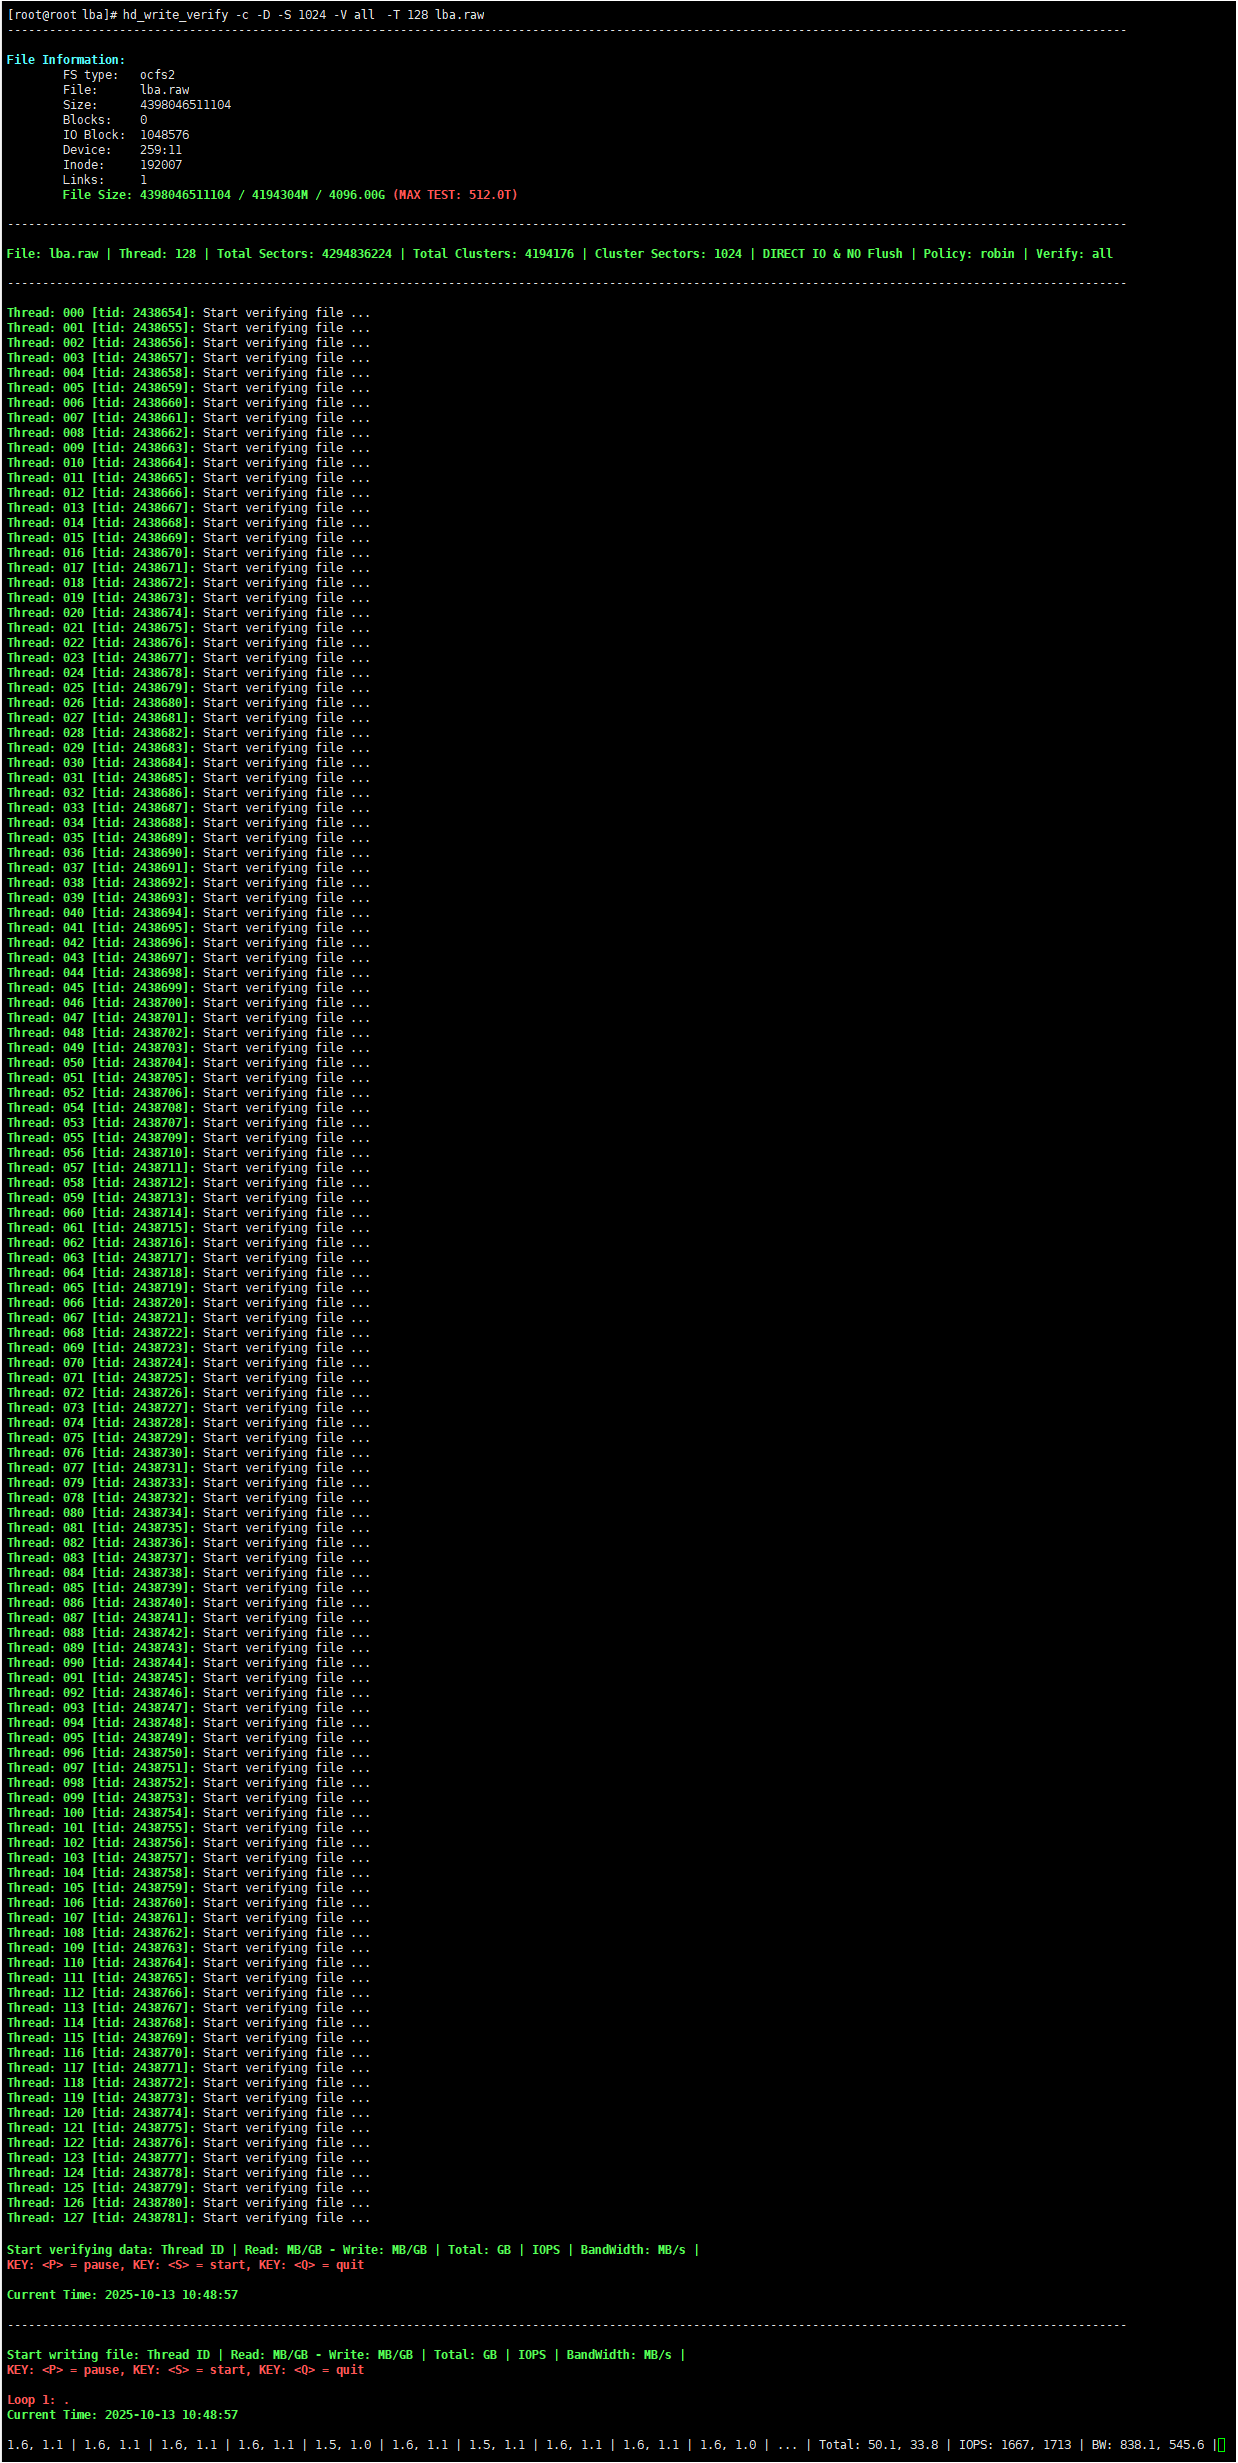 [root@root lba]# hd_write_verify -c -D -S 1024 -V all -T 128 lba.raw
----------------------------------------------------------------------------------------------------------------------------------------------------------------
File Information:
FS type: ocfs2
File: lba.raw
Size: 4398046511104
Blocks: 0
IO Block: 1048576
Device: 259:11
Inode: 192007
Links: 1
File Size: 4398046511104 / 4194304M / 4096.00G (MAX TEST: 512.0T)
----------------------------------------------------------------------------------------------------------------------------------------------------------------
File: lba.raw | Thread: 128 | Total Sectors: 4294836224 | Total Clusters: 4194176 | Cluster Sectors: 1024 | DIRECT IO & NO Flush | Policy: robin | Verify: all
----------------------------------------------------------------------------------------------------------------------------------------------------------------
Thread: 000 [tid: 2438654]: Start verifying file ...
Thread: 001 [tid: 2438655]: Start verifying file ...
Thread: 002 [tid: 2438656]: Start verifying file ...
Thread: 003 [tid: 2438657]: Start verifying file ...
Thread: 004 [tid: 2438658]: Start verifying file ...
Thread: 005 [tid: 2438659]: Start verifying file ...
Thread: 006 [tid: 2438660]: Start verifying file ...
Thread: 007 [tid: 2438661]: Start verifying file ...
Thread: 008 [tid: 2438662]: Start verifying file ...
Thread: 009 [tid: 2438663]: Start verifying file ...
Thread: 010 [tid: 2438664]: Start verifying file ...
Thread: 011 [tid: 2438665]: Start verifying file ...
Thread: 012 [tid: 2438666]: Start verifying file ...
Thread: 013 [tid: 2438667]: Start verifying file ...
Thread: 014 [tid: 2438668]: Start verifying file ...
Thread: 015 [tid: 2438669]: Start verifying file ...
Thread: 016 [tid: 2438670]: Start verifying file ...
Thread: 017 [tid: 2438671]: Start verifying file ...
Thread: 018 [tid: 2438672]: Start verifying file ...
Thread: 019 [tid: 2438673]: Start verifying file ...
Thread: 020 [tid: 2438674]: Start verifying file ...
Thread: 021 [tid: 2438675]: Start verifying file ...
Thread: 022 [tid: 2438676]: Start verifying file ...
Thread: 023 [tid: 2438677]: Start verifying file ...
Thread: 024 [tid: 2438678]: Start verifying file ...
Thread: 025 [tid: 2438679]: Start verifying file ...
Thread: 026 [tid: 2438680]: Start verifying file ...
Thread: 027 [tid: 2438681]: Start verifying file ...
Thread: 028 [tid: 2438682]: Start verifying file ...
Thread: 029 [tid: 2438683]: Start verifying file ...
Thread: 030 [tid: 2438684]: Start verifying file ...
Thread: 031 [tid: 2438685]: Start verifying file ...
Thread: 032 [tid: 2438686]: Start verifying file ...
Thread: 033 [tid: 2438687]: Start verifying file ...
Thread: 034 [tid: 2438688]: Start verifying file ...
Thread: 035 [tid: 2438689]: Start verifying file ...
Thread: 036 [tid: 2438690]: Start verifying file ...
Thread: 037 [tid: 2438691]: Start verifying file ...
Thread: 038 [tid: 2438692]: Start verifying file ...
Thread: 039 [tid: 2438693]: Start verifying file ...
Thread: 040 [tid: 2438694]: Start verifying file ...
Thread: 041 [tid: 2438695]: Start verifying file ...
Thread: 042 [tid: 2438696]: Start verifying file ...
Thread: 043 [tid: 2438697]: Start verifying file ...
Thread: 044 [tid: 2438698]: Start verifying file ...
Thread: 045 [tid: 2438699]: Start verifying file ...
Thread: 046 [tid: 2438700]: Start verifying file ...
Thread: 047 [tid: 2438701]: Start verifying file ...
Thread: 048 [tid: 2438702]: Start verifying file ...
Thread: 049 [tid: 2438703]: Start verifying file ...
Thread: 050 [tid: 2438704]: Start verifying file ...
Thread: 051 [tid: 2438705]: Start verifying file ...
Thread: 052 [tid: 2438706]: Start verifying file ...
Thread: 054 [tid: 2438708]: Start verifying file ...
Thread: 053 [tid: 2438707]: Start verifying file ...
Thread: 055 [tid: 2438709]: Start verifying file ...
Thread: 056 [tid: 2438710]: Start verifying file ...
Thread: 057 [tid: 2438711]: Start verifying file ...
Thread: 058 [tid: 2438712]: Start verifying file ...
Thread: 059 [tid: 2438713]: Start verifying file ...
Thread: 060 [tid: 2438714]: Start verifying file ...
Thread: 061 [tid: 2438715]: Start verifying file ...
Thread: 062 [tid: 2438716]: Start verifying file ...
Thread: 063 [tid: 2438717]: Start verifying file ...
Thread: 064 [tid: 2438718]: Start verifying file ...
Thread: 065 [tid: 2438719]: Start verifying file ...
Thread: 066 [tid: 2438720]: Start verifying file ...
Thread: 067 [tid: 2438721]: Start verifying file ...
Thread: 068 [tid: 2438722]: Start verifying file ...
Thread: 069 [tid: 2438723]: Start verifying file ...
Thread: 070 [tid: 2438724]: Start verifying file ...
Thread: 071 [tid: 2438725]: Start verifying file ...
Thread: 072 [tid: 2438726]: Start verifying file ...
Thread: 073 [tid: 2438727]: Start verifying file ...
Thread: 074 [tid: 2438728]: Start verifying file ...
Thread: 075 [tid: 2438729]: Start verifying file ...
Thread: 076 [tid: 2438730]: Start verifying file ...
Thread: 077 [tid: 2438731]: Start verifying file ...
Thread: 079 [tid: 2438733]: Start verifying file ...
Thread: 078 [tid: 2438732]: Start verifying file ...
Thread: 080 [tid: 2438734]: Start verifying file ...
Thread: 081 [tid: 2438735]: Start verifying file ...
Thread: 082 [tid: 2438736]: Start verifying file ...
Thread: 083 [tid: 2438737]: Start verifying file ...
Thread: 084 [tid: 2438738]: Start verifying file ...
Thread: 085 [tid: 2438739]: Start verifying file ...
Thread: 086 [tid: 2438740]: Start verifying file ...
Thread: 087 [tid: 2438741]: Start verifying file ...
Thread: 088 [tid: 2438742]: Start verifying file ...
Thread: 089 [tid: 2438743]: Start verifying file ...
Thread: 090 [tid: 2438744]: Start verifying file ...
Thread: 091 [tid: 2438745]: Start verifying file ...
Thread: 092 [tid: 2438746]: Start verifying file ...
Thread: 093 [tid: 2438747]: Start verifying file ...
Thread: 094 [tid: 2438748]: Start verifying file ...
Thread: 095 [tid: 2438749]: Start verifying file ...
Thread: 096 [tid: 2438750]: Start verifying file ...
Thread: 097 [tid: 2438751]: Start verifying file ...
Thread: 098 [tid: 2438752]: Start verifying file ...
Thread: 099 [tid: 2438753]: Start verifying file ...
Thread: 100 [tid: 2438754]: Start verifying file ...
Thread: 101 [tid: 2438755]: Start verifying file ...
Thread: 102 [tid: 2438756]: Start verifying file ...
Thread: 103 [tid: 2438757]: Start verifying file ...
Thread: 104 [tid: 2438758]: Start verifying file ...
Thread: 105 [tid: 2438759]: Start verifying file ...
Thread: 106 [tid: 2438760]: Start verifying file ...
Thread: 107 [tid: 2438761]: Start verifying file ...
Thread: 108 [tid: 2438762]: Start verifying file ...
Thread: 109 [tid: 2438763]: Start verifying file ...
Thread: 110 [tid: 2438764]: Start verifying file ...
Thread: 111 [tid: 2438765]: Start verifying file ...
Thread: 112 [tid: 2438766]: Start verifying file ...
Thread: 113 [tid: 2438767]: Start verifying file ...
Thread: 114 [tid: 2438768]: Start verifying file ...
Thread: 115 [tid: 2438769]: Start verifying file ...
Thread: 116 [tid: 2438770]: Start verifying file ...
Thread: 117 [tid: 2438771]: Start verifying file ...
Thread: 118 [tid: 2438772]: Start verifying file ...
Thread: 119 [tid: 2438773]: Start verifying file ...
Thread: 120 [tid: 2438774]: Start verifying file ...
Thread: 121 [tid: 2438775]: Start verifying file ...
Thread: 122 [tid: 2438776]: Start verifying file ...
Thread: 123 [tid: 2438777]: Start verifying file ...
Thread: 124 [tid: 2438778]: Start verifying file ...
Thread: 125 [tid: 2438779]: Start verifying file ...
Thread: 126 [tid: 2438780]: Start verifying file ...
Thread: 127 [tid: 2438781]: Start verifying file ...
Start verifying data: Thread ID | Read: MB/GB - Write: MB/GB | Total: GB | IOPS | BandWidth: MB/s |
KEY: <P> = pause, KEY: <S> = start, KEY: <Q> = quit
Current Time: 2025-10-13 10:48:57
----------------------------------------------------------------------------------------------------------------------------------------------------------------
Start writing file: Thread ID | Read: MB/GB - Write: MB/GB | Total: GB | IOPS | BandWidth: MB/s |
KEY: <P> = pause, KEY: <S> = start, KEY: <Q> = quit
Loop 1: .
Current Time: 2025-10-13 10:48:57
1.6, 1.1 | 1.6, 1.1 | 1.6, 1.1 | 1.6, 1.1 | 1.5, 1.0 | 1.6, 1.1 | 1.5, 1.1 | 1.6, 1.1 | 1.6, 1.1 | 1.6, 1.0 | ... | Total: 50.1, 33.8 | IOPS: 1667, 1713 | BW: 838.1, 545.6 |